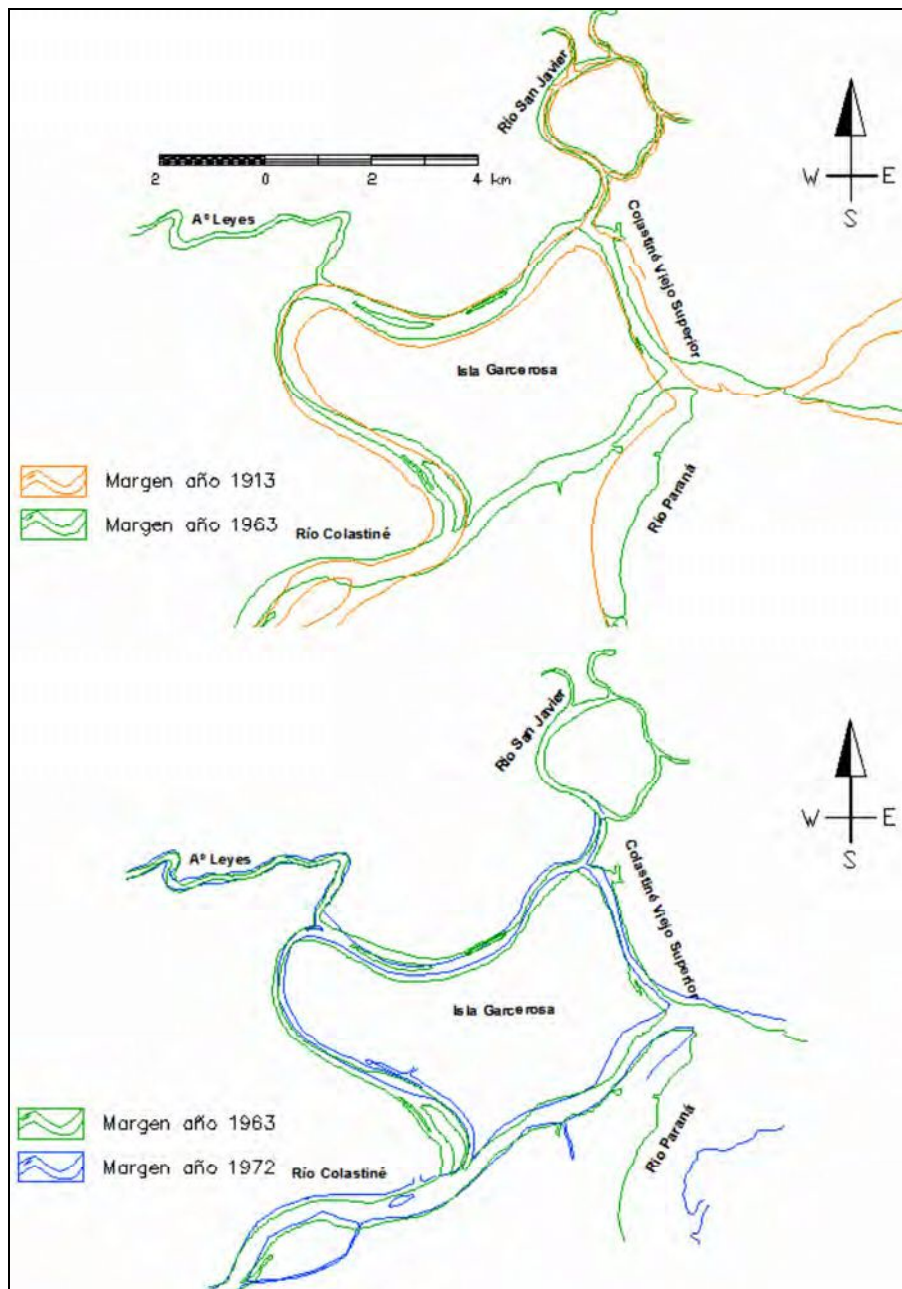 Río San Javier
2 0 2 4 km
W E
S
Aº Leyes
Colastiné Viejo Superior
Isla Garcerosa
Margen año 1913
Margen año 1963
Río Colastiné
Río Paraná
Río San Javier
W E
S
Aº Leyes
Colastiné Viejo Superior
Isla Garcerosa
Margen año 1963
Margen año 1972
Río Colastiné
Río Paraná